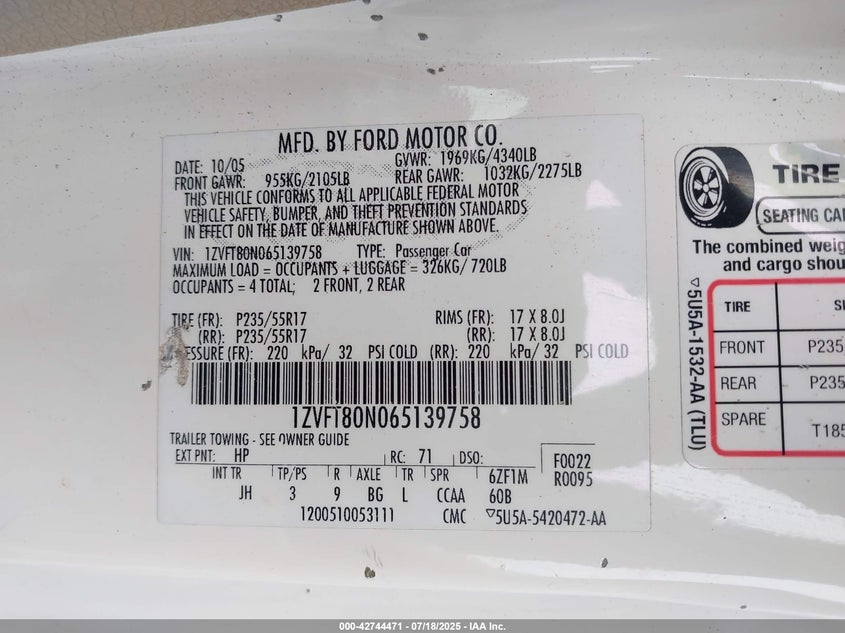 MFD. BY FORD MOTOR CO.
DATE: 10/05 GVWR: 1969KG/4340LB
FRONT GAWR: 955KG/2105LB REAR GAWR: 1032KG/2275LB
THIS VEHICLE CONFORMS TO ALL APPLICABLE FEDERAL MOTOR
VEHICLE SAFETY, BUMPER, AND THEFT PREVENTION STANDARDS
IN EFFECT ON THE DATE OF MANUFACTURE SHOWN ABOVE.
VIN: 1ZVFT80N065139758 TYPE: Passenger Car
MAXIMUM LOAD = OCCUPANTS + LUGGAGE = 326KG/720LB
OCCUPANTS = 4 TOTAL; 2 FRONT, 2 REAR
TIRE (FR): P235/55R17 RIMS (FR): 17 X 8.0J
(RR): P235/55R17 (RR): 17 X 8.0J
PRESSURE (FR): 220 kPa/ 32 PSI COLD (RR): 220 kPa/ 32 PSI COLD
1ZVFT80N065139758
TRAILER TOWING - SEE OWNER GUIDE
EXT PNT: HP RC: 71 DSO: F0022
INT TR TP/PS R AXLE TR SPR 6ZF1M R0095
JH 3 9 BG L CCAA 60B
1200510053111 CMC ▽5U5A-5420472-AA
TIRE
SEATING CA
The combined weig
and cargo shou
▽5U5A-1532-AA (TLU)
TIRE
FRONT P235
REAR P235
SPARE T185
000-42744471 - 07/18/2025 - IAA Inc.